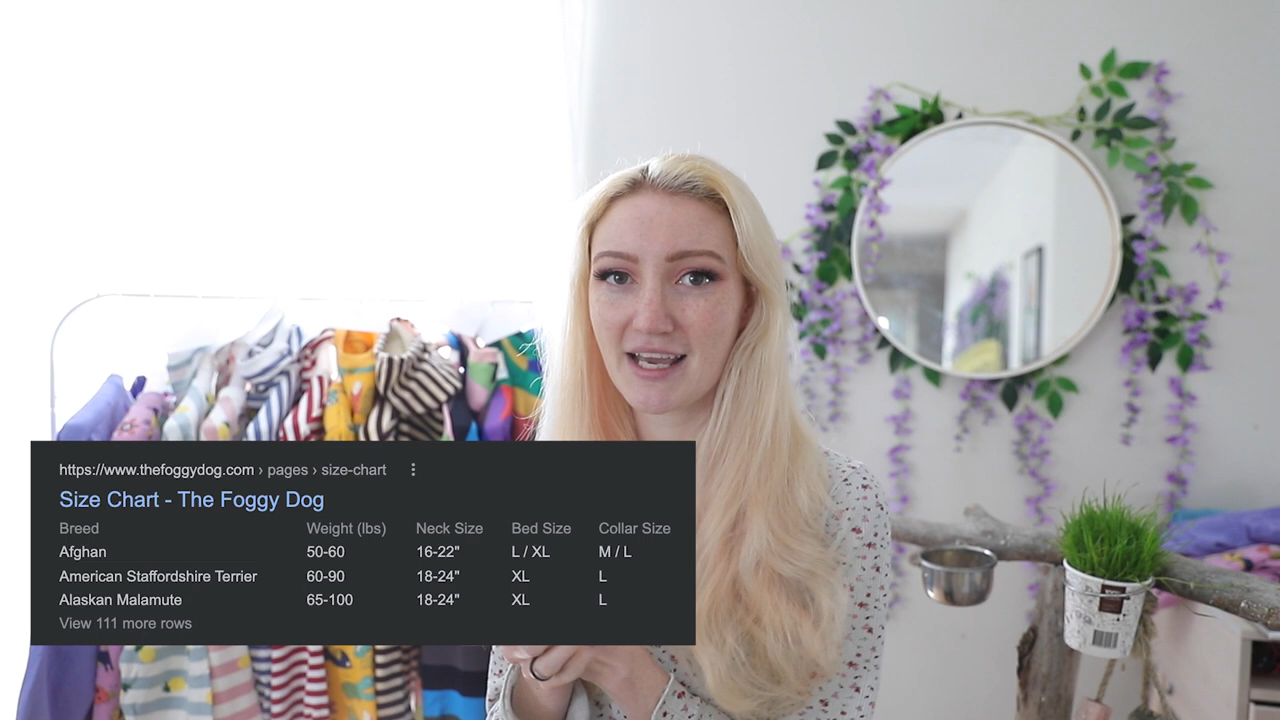 https://www.thefoggydog.com › pages › size-chart
Size Chart - The Foggy Dog
Breed Weight (lbs) Neck Size Bed Size Collar Size
Afghan 50-60 16-22" L / XL M / L
American Staffordshire Terrier 60-90 18-24" XL L
Alaskan Malamute 65-100 18-24" XL L
View 111 more rows